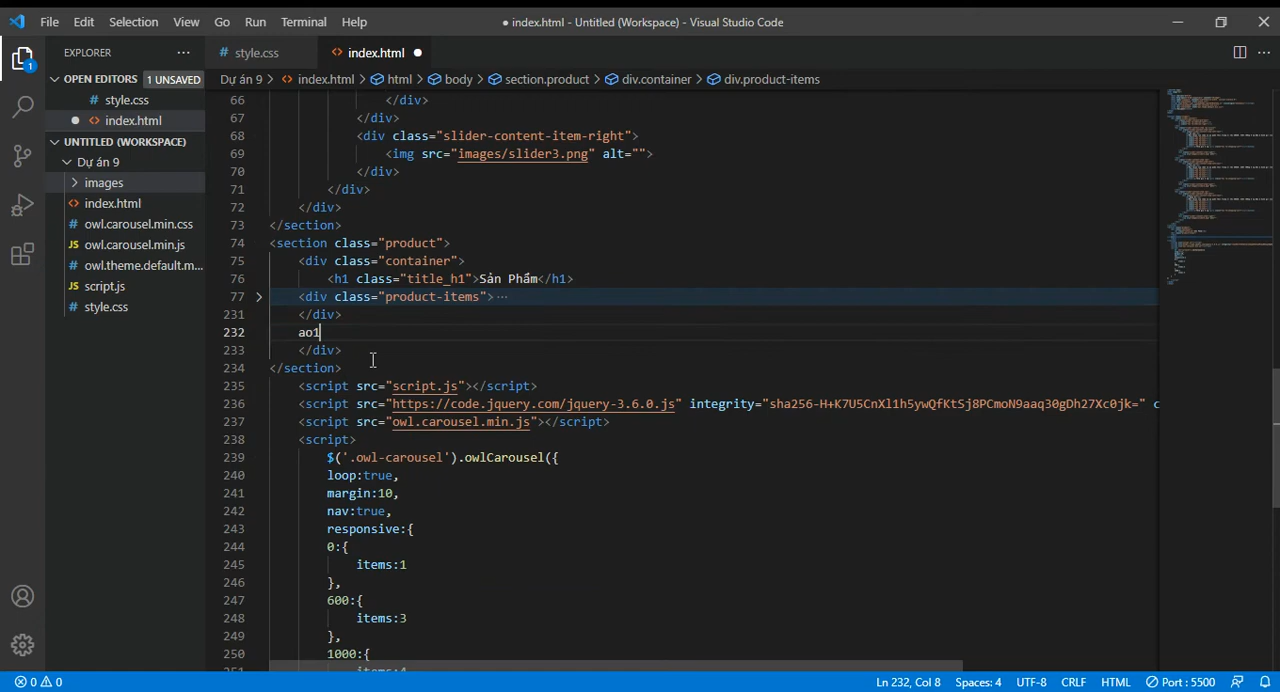 File Edit Selection View Go Run Terminal Help
● index.html - Untitled (Workspace) - Visual Studio Code
EXPLORER ···
# style.css
<> index.html ●
OPEN EDITORS 1 UNSAVED
# style.css
● <> index.html
UNTITLED (WORKSPACE)
Dự án 9
images
<> index.html
# owl.carousel.min.css
JS owl.carousel.min.js
# owl.theme.default.m...
JS script.js
# style.css
1
Dự án 9 > <> index.html > html > body > section.product > div.container > div.product-items
66 </div>
67 </div>
68 <div class="slider-content-item-right">
69 <img src="images/slider3.png" alt="">
70 </div>
71 </div>
72 </div>
73 </section>
74 <section class="product">
75 <div class="container">
76 <h1 class="title_h1">Sản Phẩm</h1>
77 <div class="product-items"> ···
231 </div>
232 ao1
233 </div>
234 </section>
235 <script src="script.js"></script>
236 <script src="https://code.jquery.com/jquery-3.6.0.js" integrity="sha256-H+K7U5CnXl1h5ywQfKtSj8PCmoN9aaq30gDh27Xc0jk=" c
237 <script src="owl.carousel.min.js"></script>
238 <script>
239 $('.owl-carousel').owlCarousel({
240 loop:true,
241 margin:10,
242 nav:true,
243 responsive:{
244 0:{
245 items:1
246 },
247 600:{
248 items:3
249 },
250 1000:{
251 items:4
0 0 Ln 232, Col 8 Spaces: 4 UTF-8 CRLF HTML Port : 5500